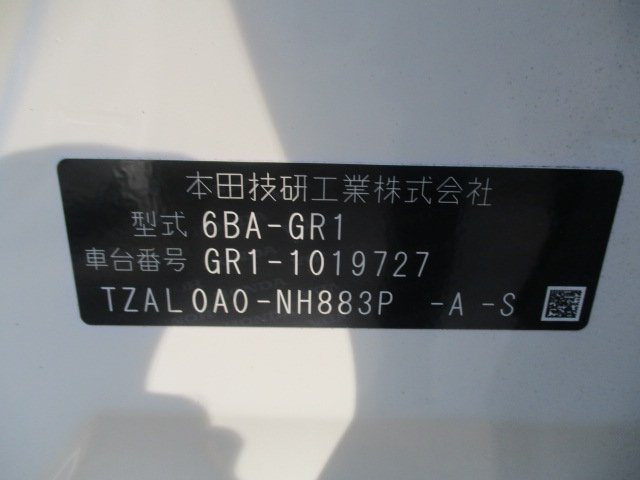 本田技研工業株式会社
型式 6BA-GR1
車台番号 GR1-1019727
TZAL0A0-NH883P -A -S